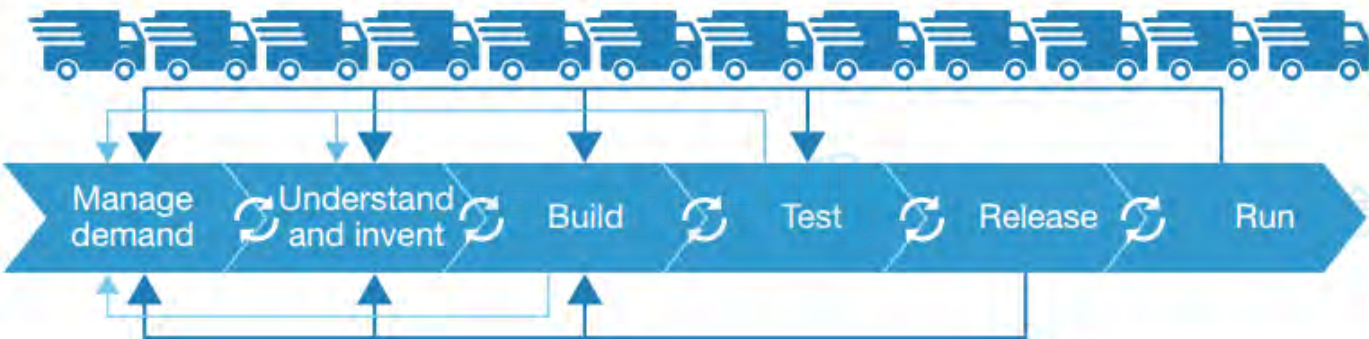 Manage
demand
Understand
and invent
Build
Test
Release
Run